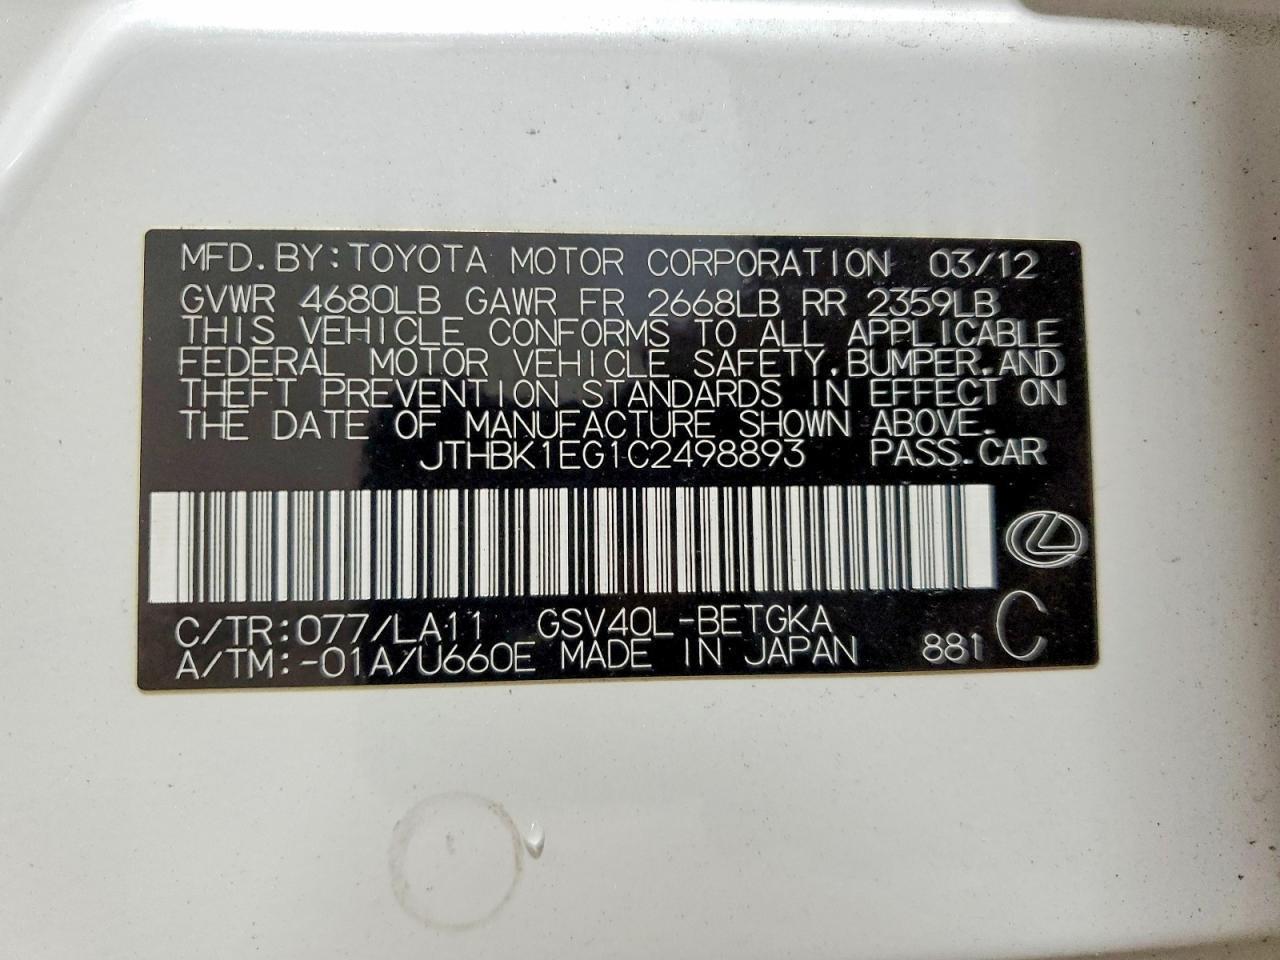 MFD. BY: TOYOTA MOTOR CORPORATION 03/12
GVWR 4680LB GAWR FR 2668LB RR 2359LB
THIS VEHICLE CONFORMS TO ALL APPLICABLE
FEDERAL MOTOR VEHICLE SAFETY, BUMPER, AND
THEFT PREVENTION STANDARDS IN EFFECT ON
THE DATE OF MANUFACTURE SHOWN ABOVE.
JTHBK1EG1C2498893 PASS. CAR
C/TR: 077/LA11 GSV40L-BETGKA
A/TM: -01A/U660E MADE IN JAPAN 881 C